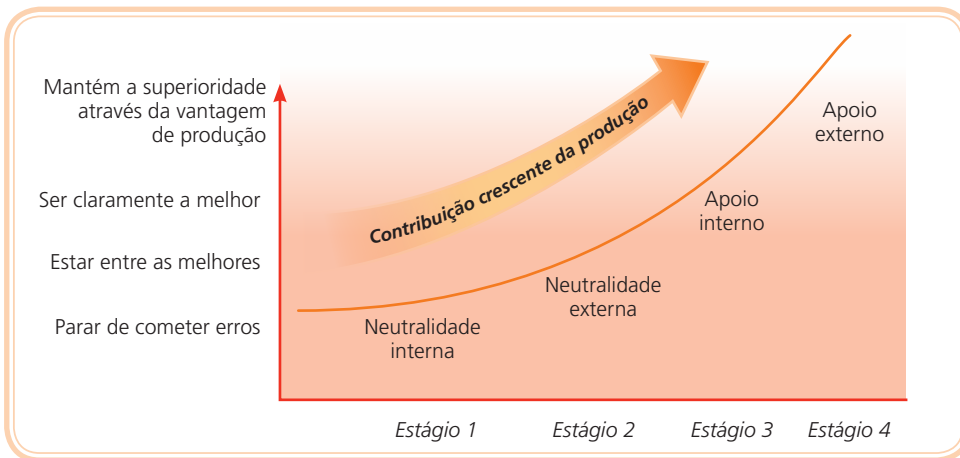 Mantém a superioridade
através da vantagem
de produção
Ser claramente a melhor
Estar entre as melhores
Parar de cometer erros
Contribuição crescente da produção
Neutralidade
interna
Neutralidade
externa
Apoio
interno
Apoio
externo
Estágio 1
Estágio 2
Estágio 3
Estágio 4